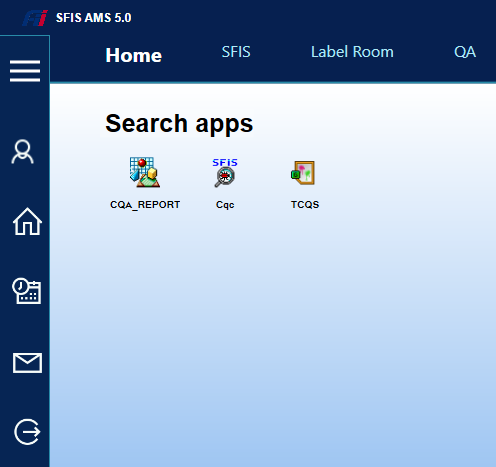 SFIS AMS 5.0
Home SFIS Label Room QA
Search apps
SFIS
CQA_REPORT Cqc TCQS